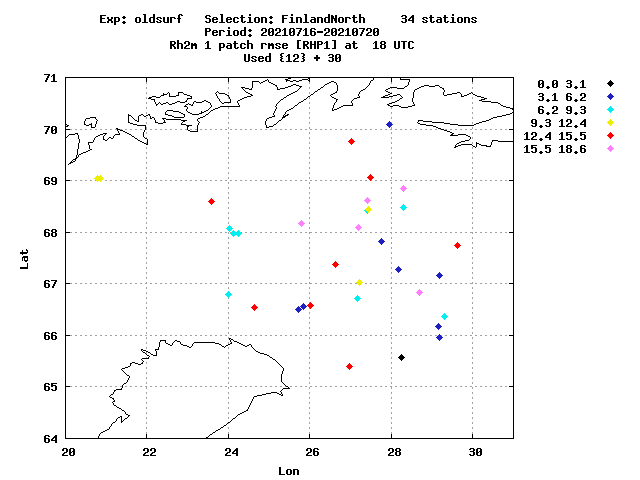 Exp: oldsurf   Selection: FinlandNorth     34 stations
Period: 20210716-20210720
Rh2m 1 patch rmse [RHP1] at  18 UTC
Used {12} + 30
0.0 3.1
3.1 6.2
6.2 9.3
9.3 12.4
12.4 15.5
15.5 18.6
71
70
69
68
67
66
65
64
Lat
20 22 24 26 28 30
Lon